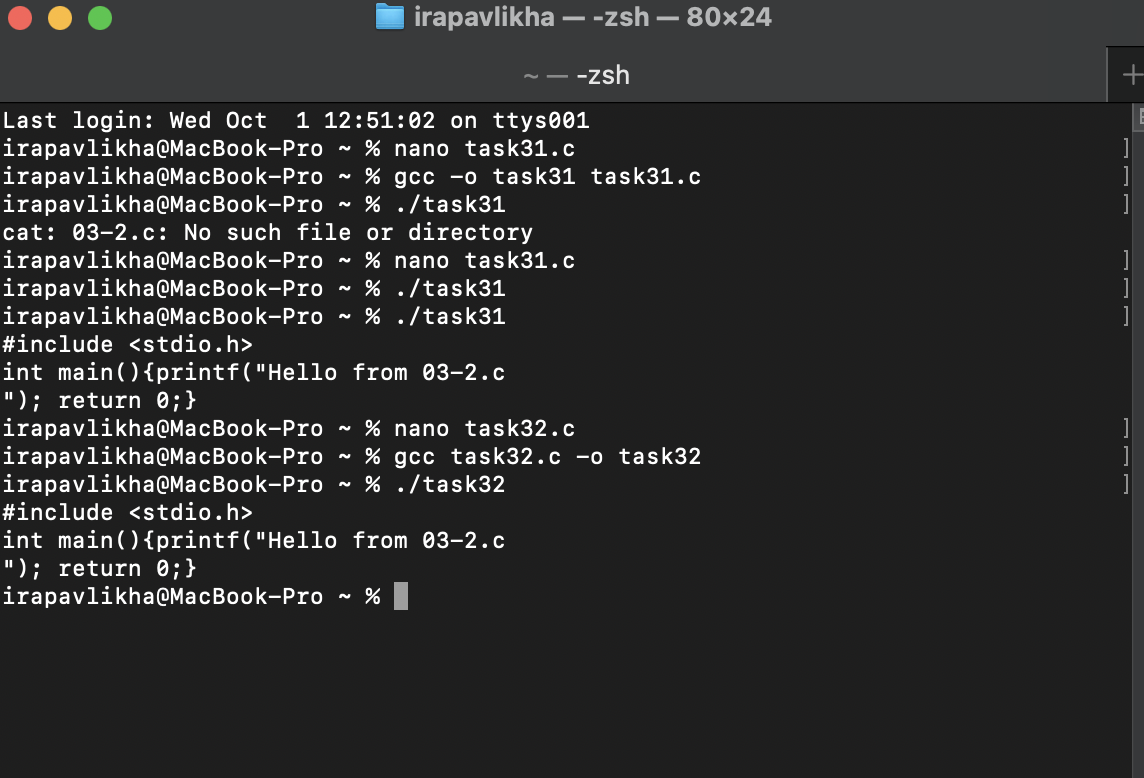 irapavlikha — -zsh — 80×24
~ — -zsh
Last login: Wed Oct  1 12:51:02 on ttys001
irapavlikha@MacBook-Pro ~ % nano task31.c
irapavlikha@MacBook-Pro ~ % gcc -o task31 task31.c
irapavlikha@MacBook-Pro ~ % ./task31
cat: 03-2.c: No such file or directory
irapavlikha@MacBook-Pro ~ % nano task31.c
irapavlikha@MacBook-Pro ~ % ./task31
irapavlikha@MacBook-Pro ~ % ./task31
#include <stdio.h>
int main(){printf("Hello from 03-2.c
"); return 0;}
irapavlikha@MacBook-Pro ~ % nano task32.c
irapavlikha@MacBook-Pro ~ % gcc task32.c -o task32
irapavlikha@MacBook-Pro ~ % ./task32
#include <stdio.h>
int main(){printf("Hello from 03-2.c
"); return 0;}
irapavlikha@MacBook-Pro ~ %